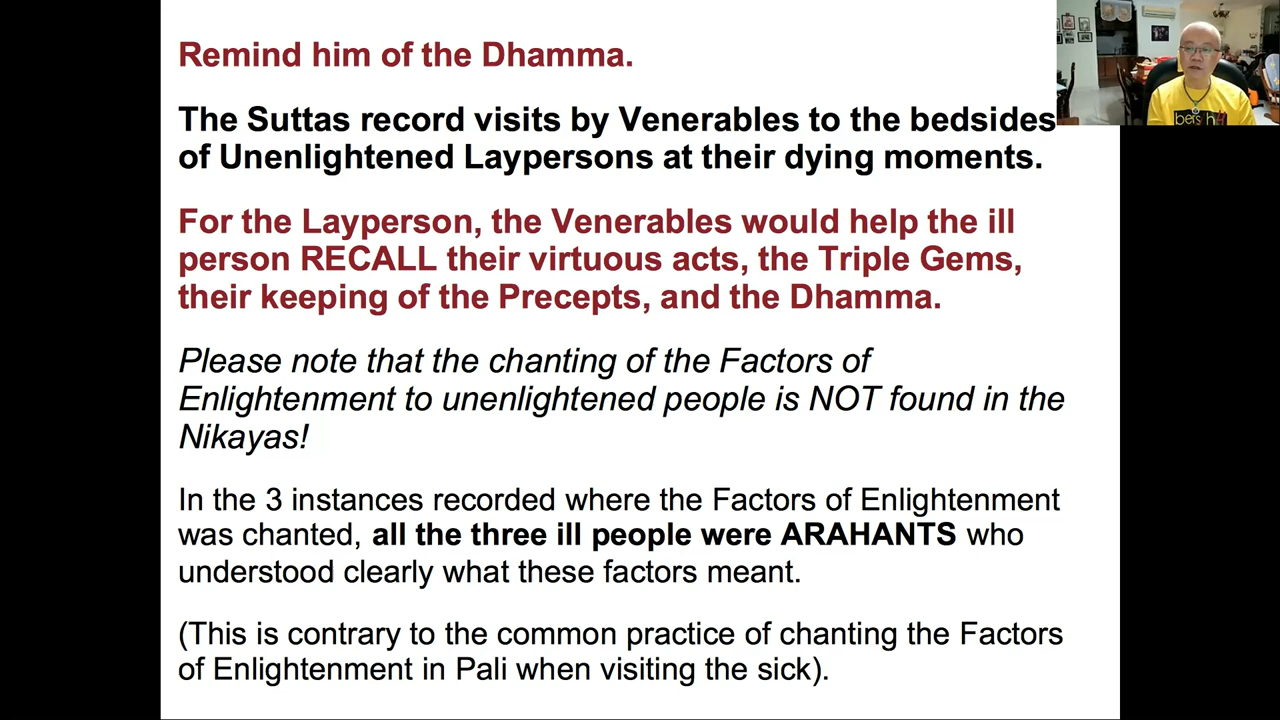 Remind him of the Dhamma.
The Suttas record visits by Venerables to the bedsides
of Unenlightened Laypersons at their dying moments.
For the Layperson, the Venerables would help the ill
person RECALL their virtuous acts, the Triple Gems,
their keeping of the Precepts, and the Dhamma.
Please note that the chanting of the Factors of
Enlightenment to unenlightened people is NOT found in the
Nikayas!
In the 3 instances recorded where the Factors of Enlightenment
was chanted, all the three ill people were ARAHANTS who
understood clearly what these factors meant.
(This is contrary to the common practice of chanting the Factors
of Enlightenment in Pali when visiting the sick).